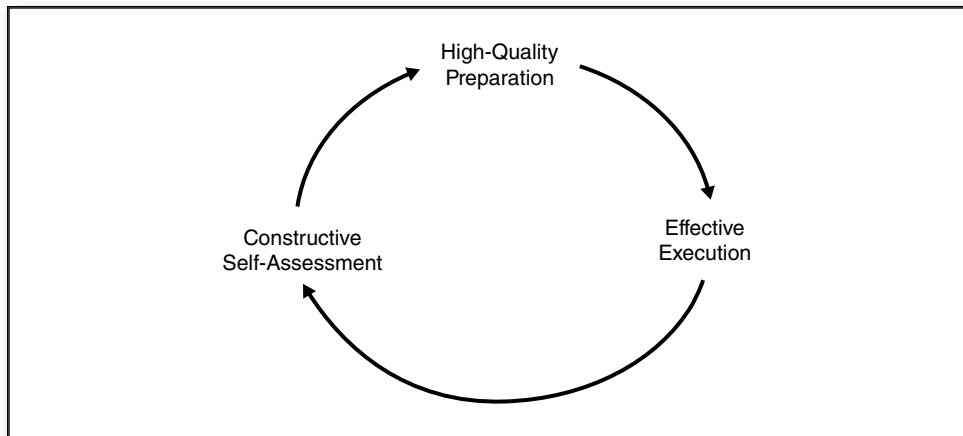 High-Quality
Preparation
Effective
Execution
Constructive
Self-Assessment